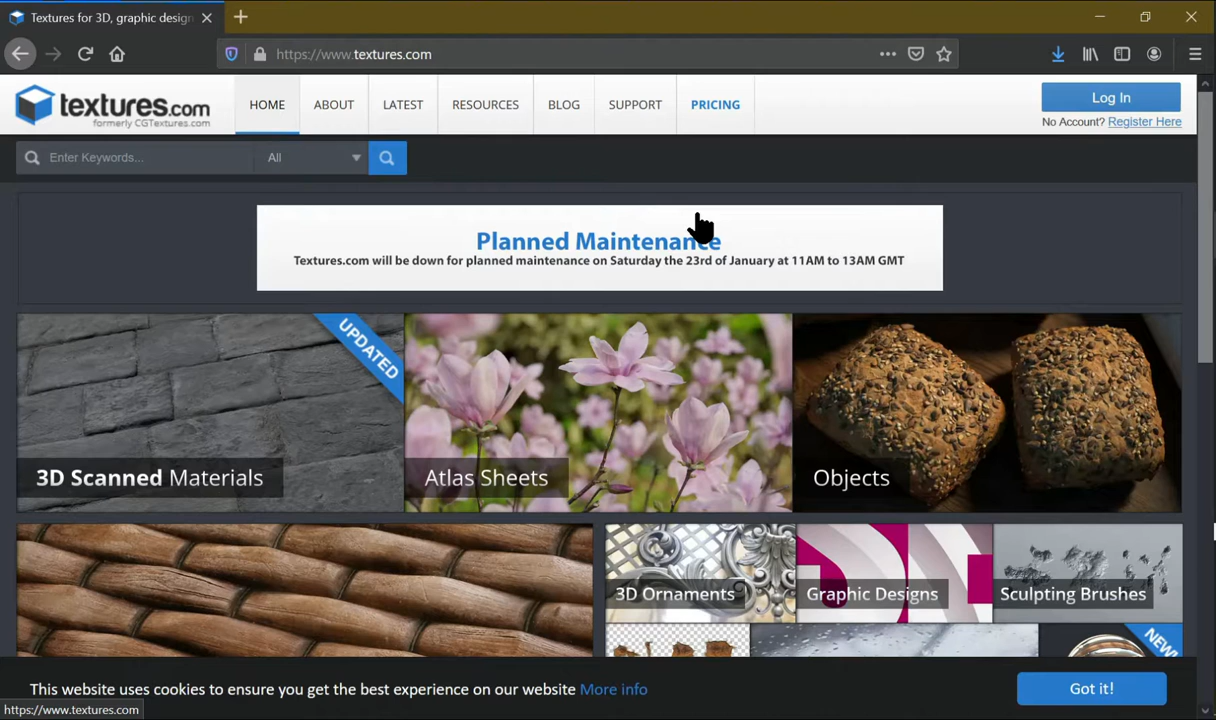 Textures for 3D, graphic design
https://www.textures.com
textures.com
formerly CGTextures.com
HOME
ABOUT
LATEST
RESOURCES
BLOG
SUPPORT
PRICING
Log In
No Account? Register Here
Enter Keywords...
All
Planned Maintenance
Textures.com will be down for planned maintenance on Saturday the 23rd of January at 11AM to 13AM GMT
UPDATED
3D Scanned Materials
Atlas Sheets
Objects
3D Ornaments
Graphic Designs
Sculpting Brushes
NEW!
This website uses cookies to ensure you get the best experience on our website More info
Got it!
https://www.textures.com